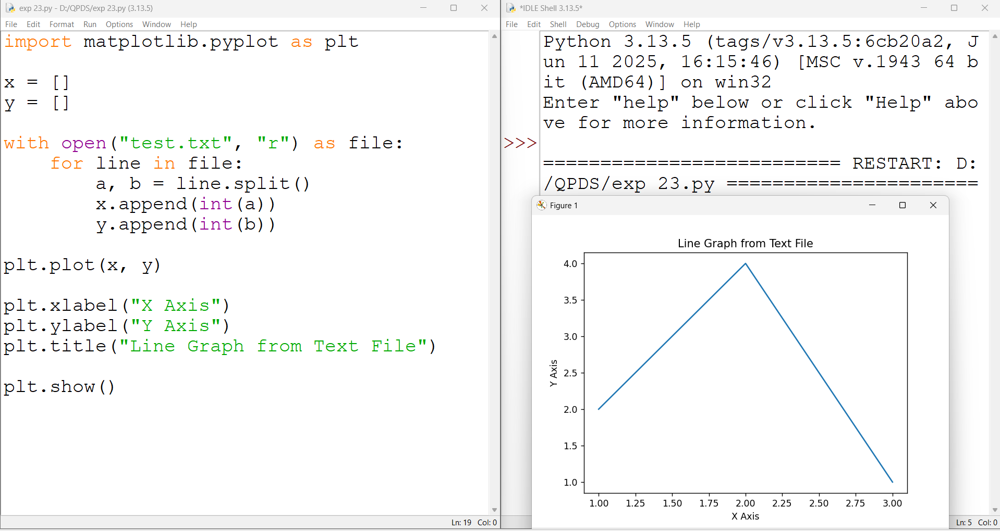 exp 23.py - D:/QPDS/exp 23.py (3.13.5)
File Edit Format Run Options Window Help
import matplotlib.pyplot as plt
x = []
y = []
with open("test.txt", "r") as file:
    for line in file:
        a, b = line.split()
        x.append(int(a))
        y.append(int(b))
plt.plot(x, y)
plt.xlabel("X Axis")
plt.ylabel("Y Axis")
plt.title("Line Graph from Text File")
plt.show()
Ln: 19 Col: 0
*IDLE Shell 3.13.5*
File Edit Shell Debug Options Window Help
Python 3.13.5 (tags/v3.13.5:6cb20a2, J
un 11 2025, 16:15:46) [MSC v.1943 64 b
it (AMD64)] on win32
Enter "help" below or click "Help" abo
ve for more information.
>>>
========================== RESTART: D:
/QPDS/exp 23.py ======================
Figure 1
Line Graph from Text File
4.0
3.5
3.0
2.5
2.0
1.5
1.0
Y Axis
1.00 1.25 1.50 1.75 2.00 2.25 2.50 2.75 3.00
X Axis
Ln: 5 Col: 0